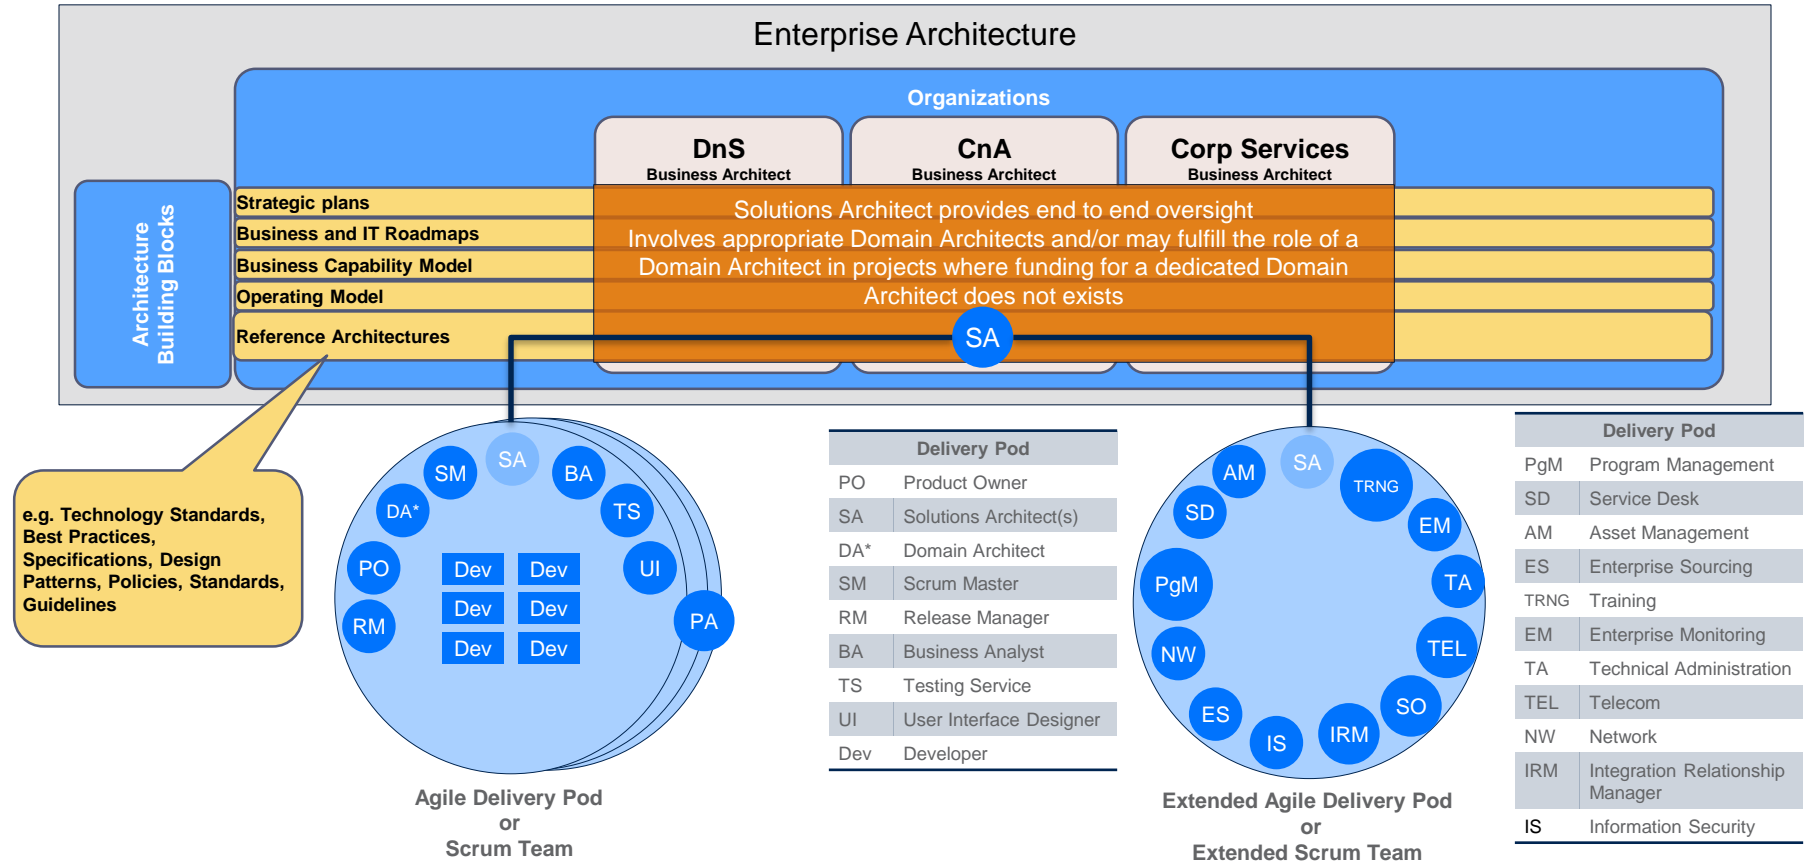 Enterprise Architecture
Organizations
DnS
Business Architect
CnA
Business Architect
Corp Services
Business Architect
Architecture
Building Blocks
Strategic plans
Business and IT Roadmaps
Business Capability Model
Operating Model
Reference Architectures
Solutions Architect provides end to end oversight
Involves appropriate Domain Architects and/or may fulfill the role of a
Domain Architect in projects where funding for a dedicated Domain
Architect does not exists
SA
e.g. Technology Standards,
Best Practices,
Specifications, Design
Patterns, Policies, Standards,
Guidelines
SA
SM
BA
DA*
TS
PO
UI
RM
PA
Dev Dev
Dev Dev
Dev Dev
Agile Delivery Pod
or
Scrum Team
Delivery Pod
PO Product Owner
SA Solutions Architect(s)
DA* Domain Architect
SM Scrum Master
RM Release Manager
BA Business Analyst
TS Testing Service
UI User Interface Designer
Dev Developer
SA
AM
TRNG
SD
EM
PgM
TA
NW
TEL
ES
SO
IS
IRM
Extended Agile Delivery Pod
or
Extended Scrum Team
Delivery Pod
PgM Program Management
SD Service Desk
AM Asset Management
ES Enterprise Sourcing
TRNG Training
EM Enterprise Monitoring
TA Technical Administration
TEL Telecom
NW Network
IRM Integration Relationship
Manager
IS Information Security